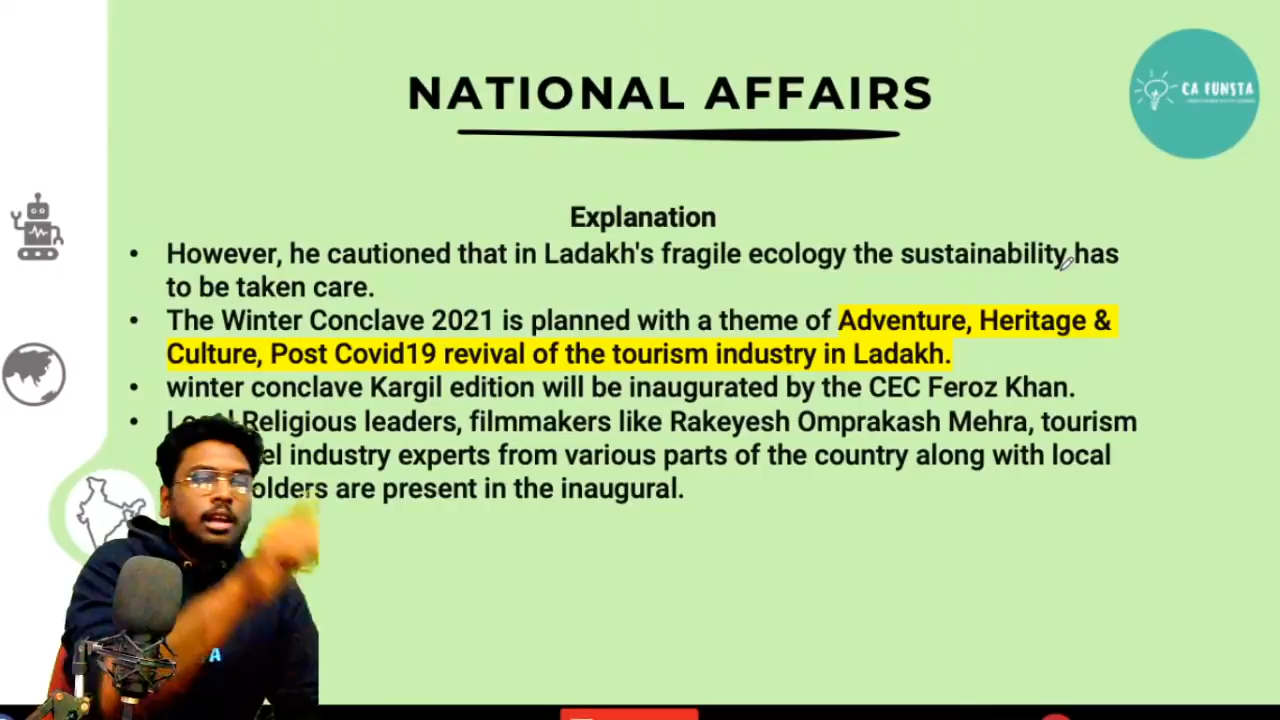 NATIONAL AFFAIRS
CA FUNSTA
Explanation
• However, he cautioned that in Ladakh's fragile ecology the sustainability has
to be taken care.
• The Winter Conclave 2021 is planned with a theme of Adventure, Heritage &
Culture, Post Covid19 revival of the tourism industry in Ladakh.
• winter conclave Kargil edition will be inaugurated by the CEC Feroz Khan.
• Religious leaders, filmmakers like Rakeyesh Omprakash Mehra, tourism
industry experts from various parts of the country along with local
are present in the inaugural.